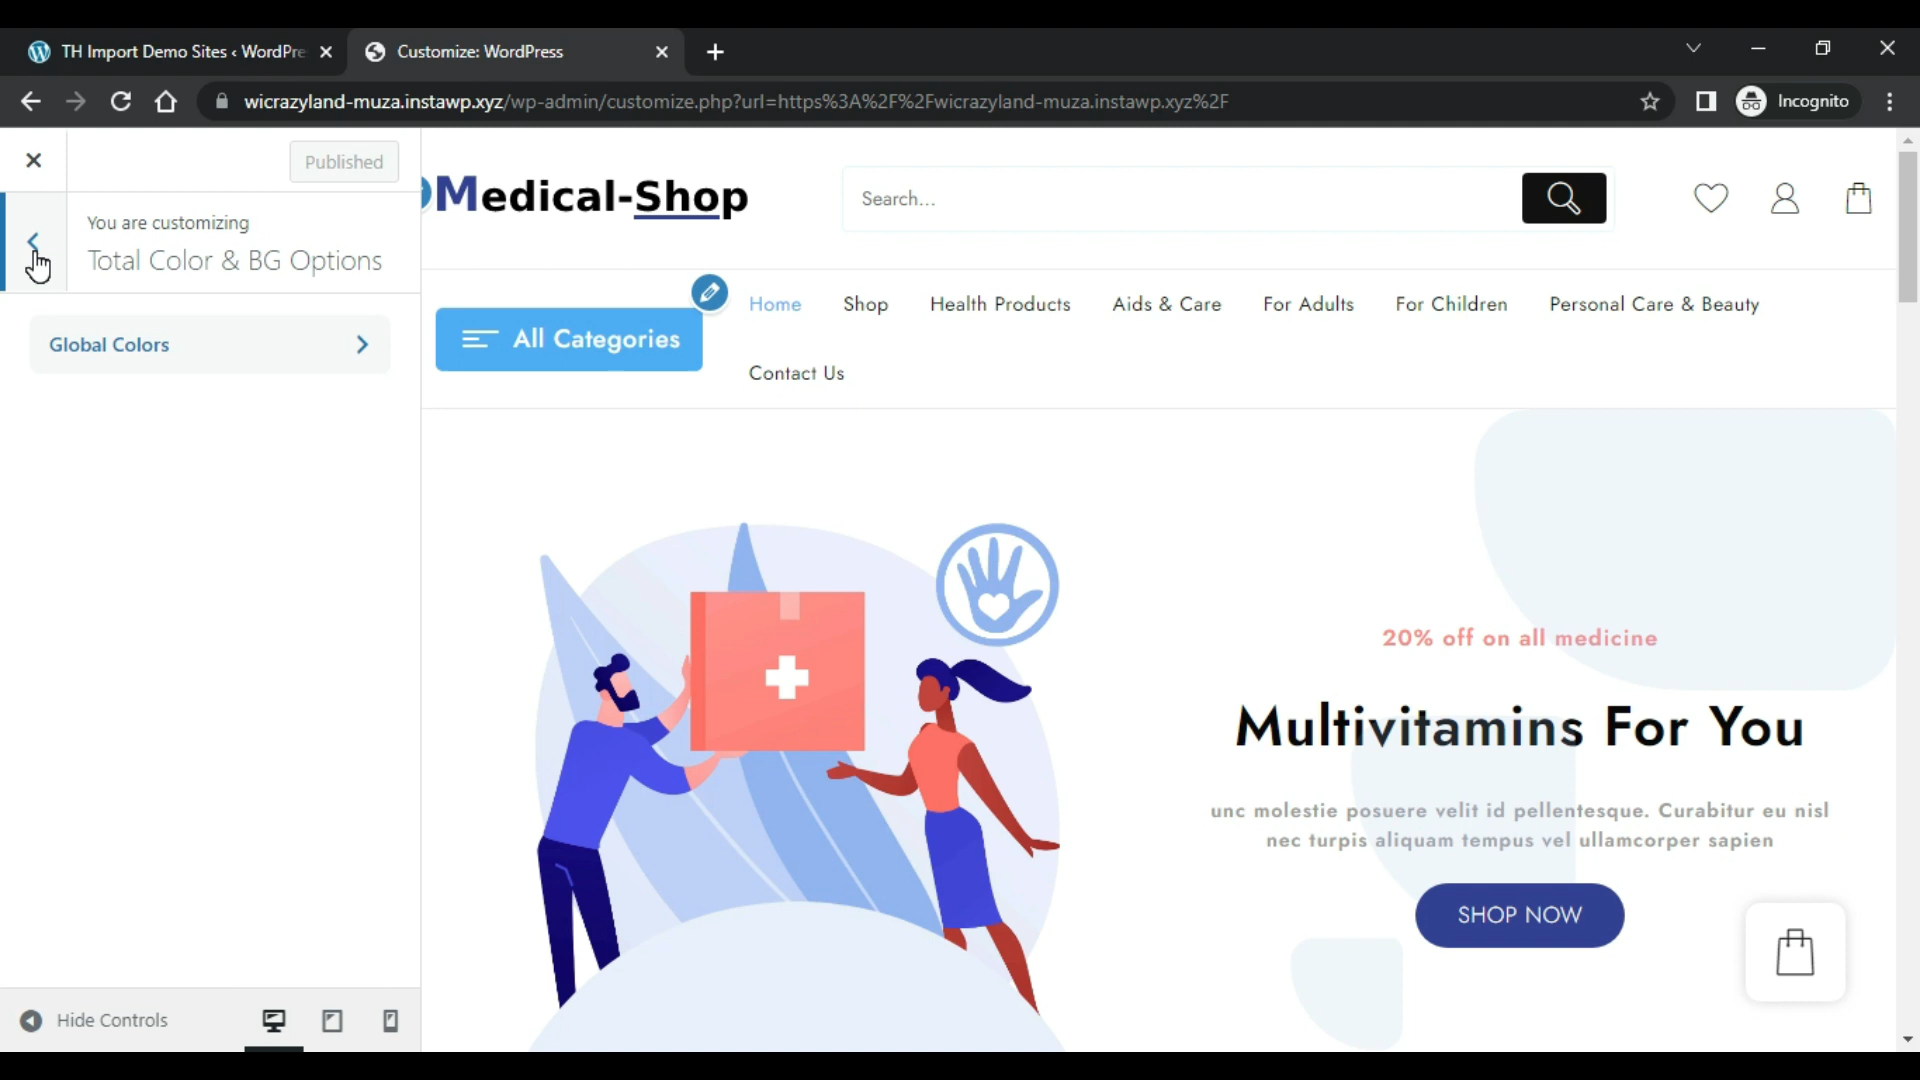 TH Import Demo Sites ‹ WordPre
Customize: WordPress
wicrazyland-muza.instawp.xyz/wp-admin/customize.php?url=https%3A%2F%2Fwicrazyland-muza.instawp.xyz%2F
Incognito
Published
You are customizing
Total Color & BG Options
Global Colors
Hide Controls
Medical-Shop
Search...
All Categories
Home
Shop
Health Products
Aids & Care
For Adults
For Children
Personal Care & Beauty
Contact Us
20% off on all medicine
Multivitamins For You
unc molestie posuere velit id pellentesque. Curabitur eu nisl
nec turpis aliquam tempus vel ullamcorper sapien
SHOP NOW